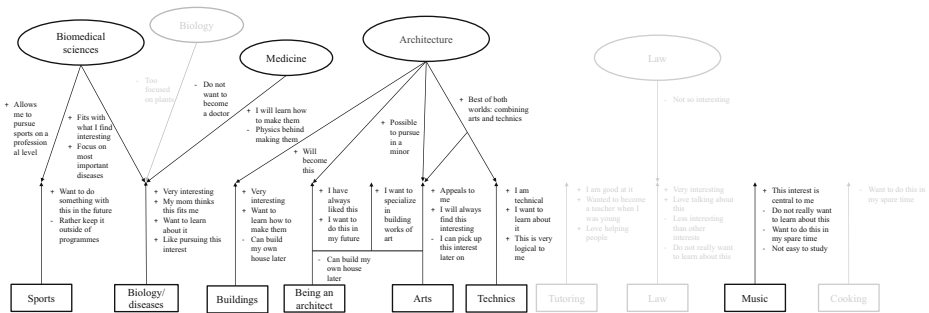 Biomedical
sciences
Biology
Medicine
Architecture
Law
+ Allows
me to
pursue
sports on a
profession
al level
+ Fits with
what I find
interesting
+ Focus on
most
important
diseases
- Too
focused
on plants
- Do not
want to
become
a doctor
+ I will learn how
to make them
- Physics behind
making them
+ Will
become
this
+ Possible
to pursue
in a
minor
+ Best of both
worlds: combining
arts and technics
- Not so interesting
+ Want to do
something with
this in the future
- Rather keep it
outside of
programmes
+ Very interesting
+ My mom thinks
this fits me
+ Want to learn
about it
+ Like pursuing this
interest
+ Very
interesting
+ Want to
learn how to
make them
- Can build
my own
house later
+ I have
always
liked this
+ I want to
do this in
my future
+ I want to
specialize
in
building
works of
art
- Can build my
own house
later
+ Appeals to
me
+ I will always
find this
interesting
- I can pick up
this interest
later on
+ I am
technical
+ I want to
learn about
it
+ This is very
logical to
me
+ I am good at it
+ Wanted to
become a
teacher when I
was young
+ Love helping
people
+ Very interesting
+ Love talking about
this
- Less interesting
than other
interests
- Do not really want
to learn about this
+ This interest is
central to me
- Do not really want
to learn about this
- Want to do this in
my spare time
- Not easy to study
- Want to do this in
my spare time
Sports
Biology/
diseases
Buildings
Being an
architect
Arts
Technics
Tutoring
Law
Music
Cooking